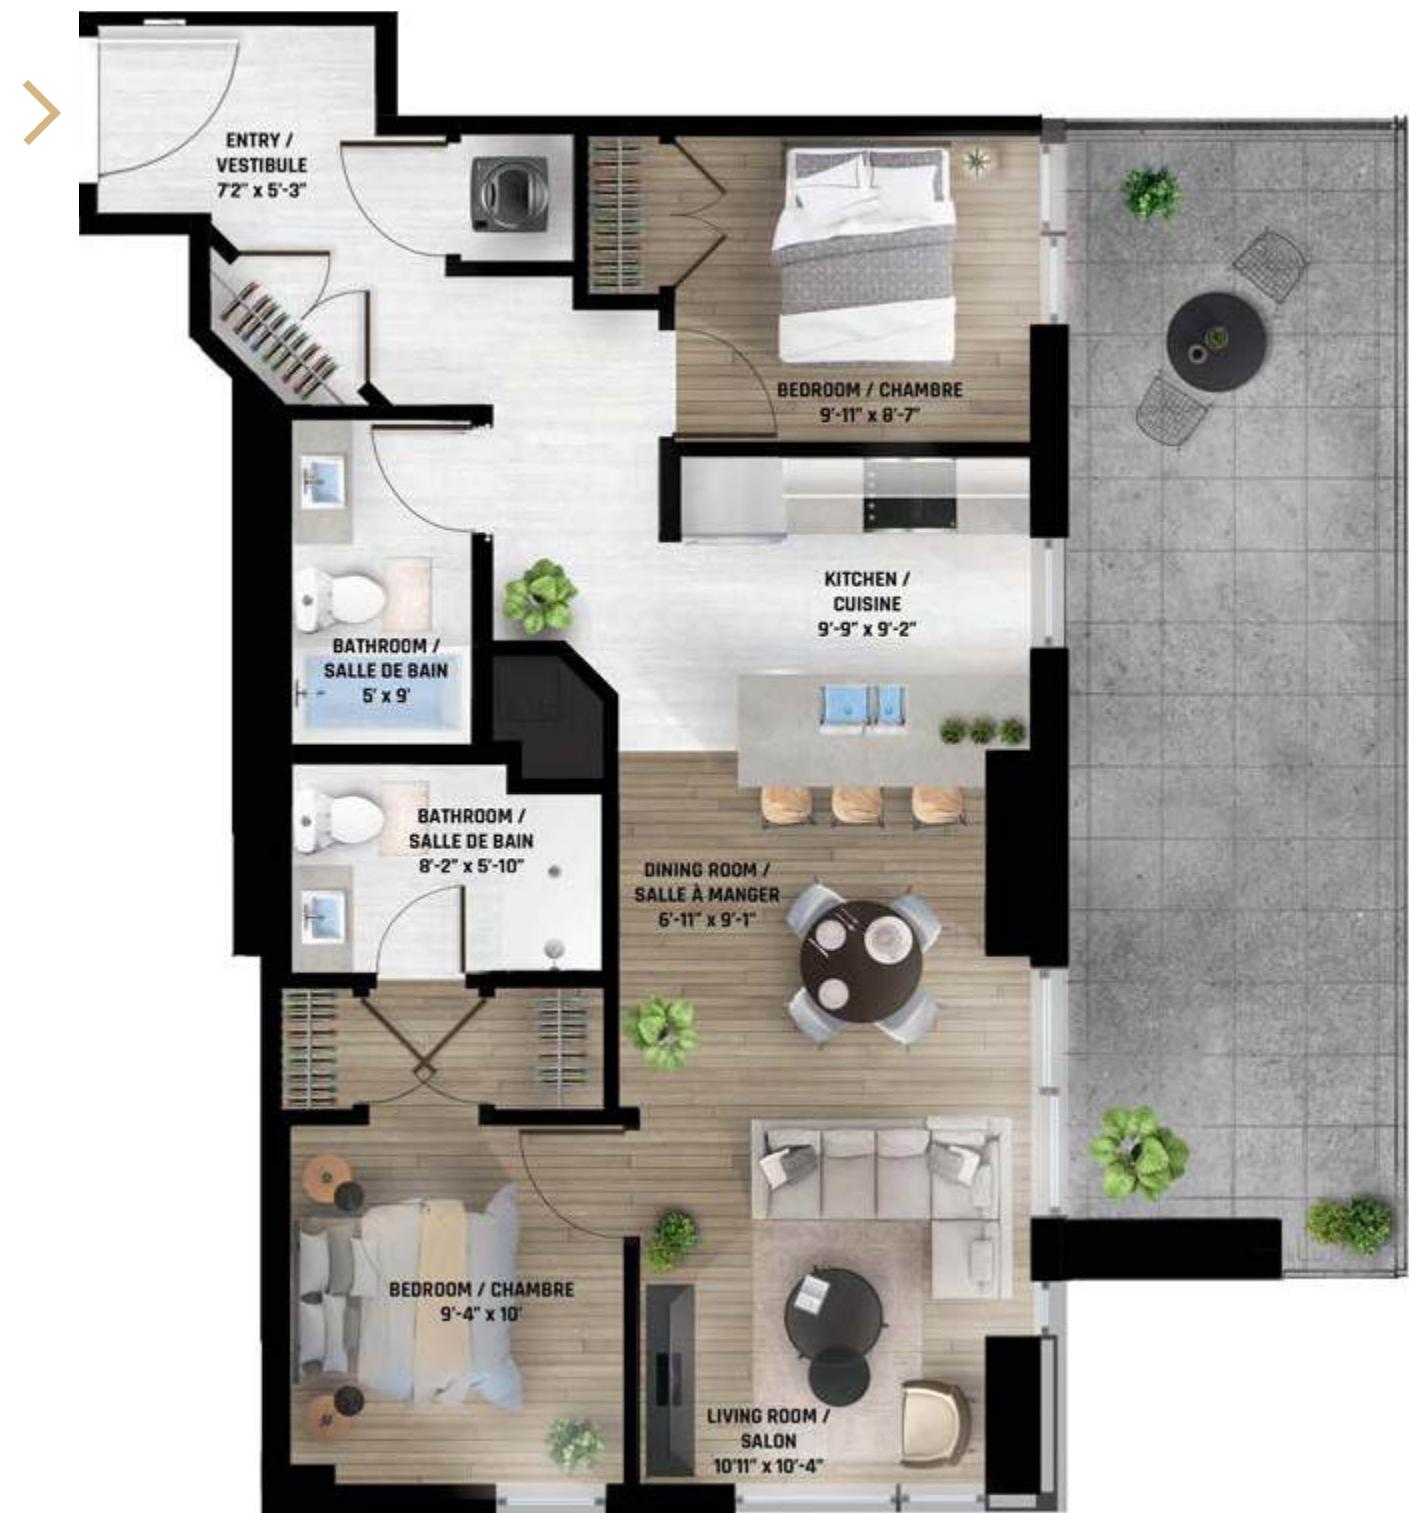 ENTRY /
VESTIBULE
7'2" x 5'-3"
BEDROOM / CHAMBRE
9'-11" x 8'-7"
KITCHEN /
CUISINE
9'-9" x 9'-2"
BATHROOM /
SALLE DE BAIN
5' x 9'
BATHROOM /
SALLE DE BAIN
8'-2" x 5'-10"
DINING ROOM /
SALLE À MANGER
6'-11" x 9'-1"
BEDROOM / CHAMBRE
9'-4" x 10'
LIVING ROOM /
SALON
10'11" x 10'-4"